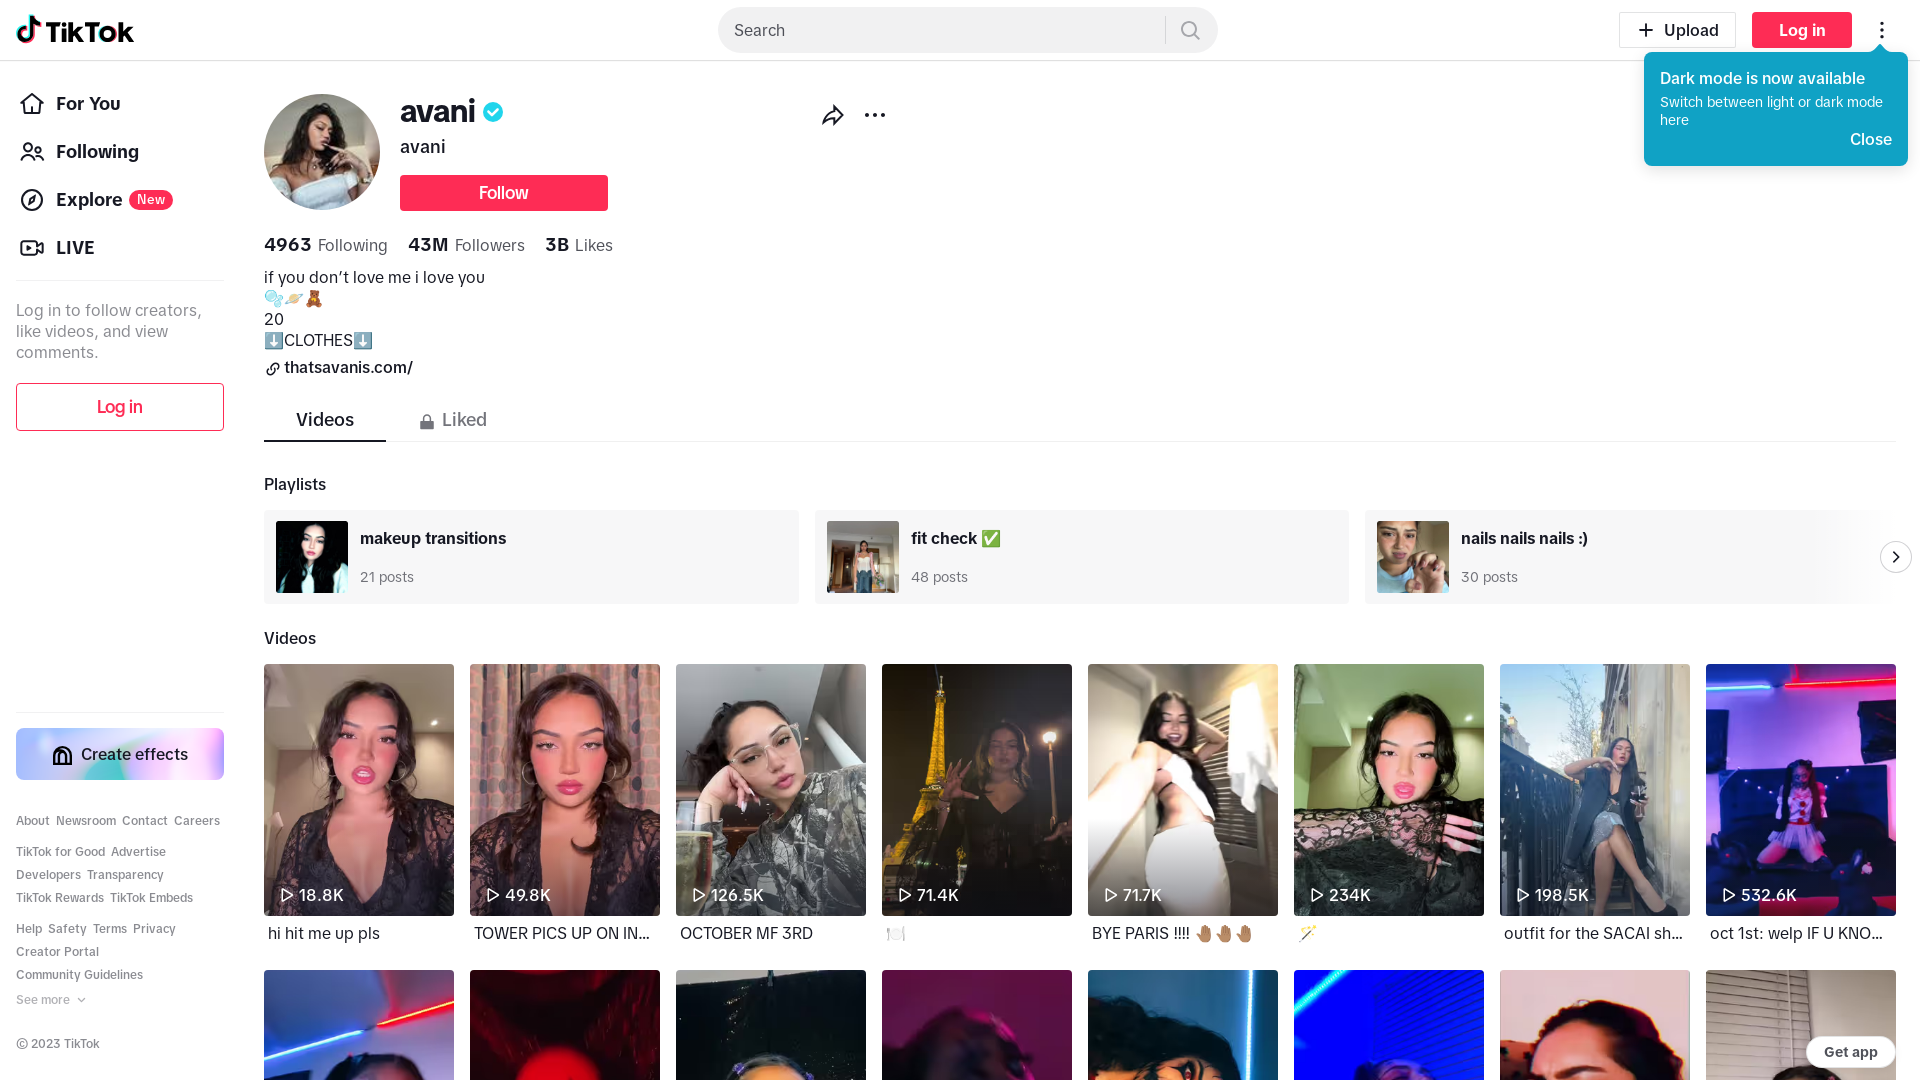 TikTok
Search
Upload
Log in
Dark mode is now available
Switch between light or dark mode
here
Close
For You
Following
Explore New
LIVE
Log in to follow creators,
like videos, and view
comments.
Log in
Create effects
About Newsroom Contact Careers
TikTok for Good Advertise
Developers Transparency
TikTok Rewards TikTok Embeds
Help Safety Terms Privacy
Creator Portal
Community Guidelines
See more
© 2023 TikTok
avani
avani
Follow
4963 Following 43M Followers 3B Likes
if you don’t love me i love you
🫧🪐🧸
20
⬇️CLOTHES⬇️
thatsavanis.com/
Videos
Liked
Playlists
makeup transitions
21 posts
fit check ✅
48 posts
nails nails nails :)
30 posts
Videos
18.8K
49.8K
126.5K
71.4K
71.7K
234K
198.5K
532.6K
hi hit me up pls
TOWER PICS UP ON IN...
OCTOBER MF 3RD
🍽️
BYE PARIS !!!! 🤚🏽🤚🏽🤚🏽
🪄
outfit for the SACAI sh...
oct 1st: welp IF U KNO...
Get app